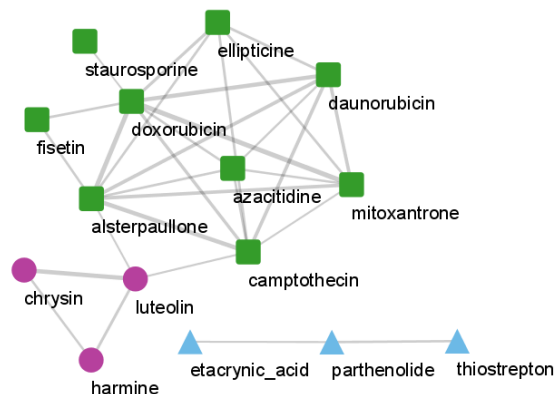 ellipticine
staurosporine
daunorubicin
doxorubicin
fisetin
azacitidine
mitoxantrone
alsterpaullone
camptothecin
chrysin
luteolin
etacrynic_acid
parthenolide
thiostrepton
harmine